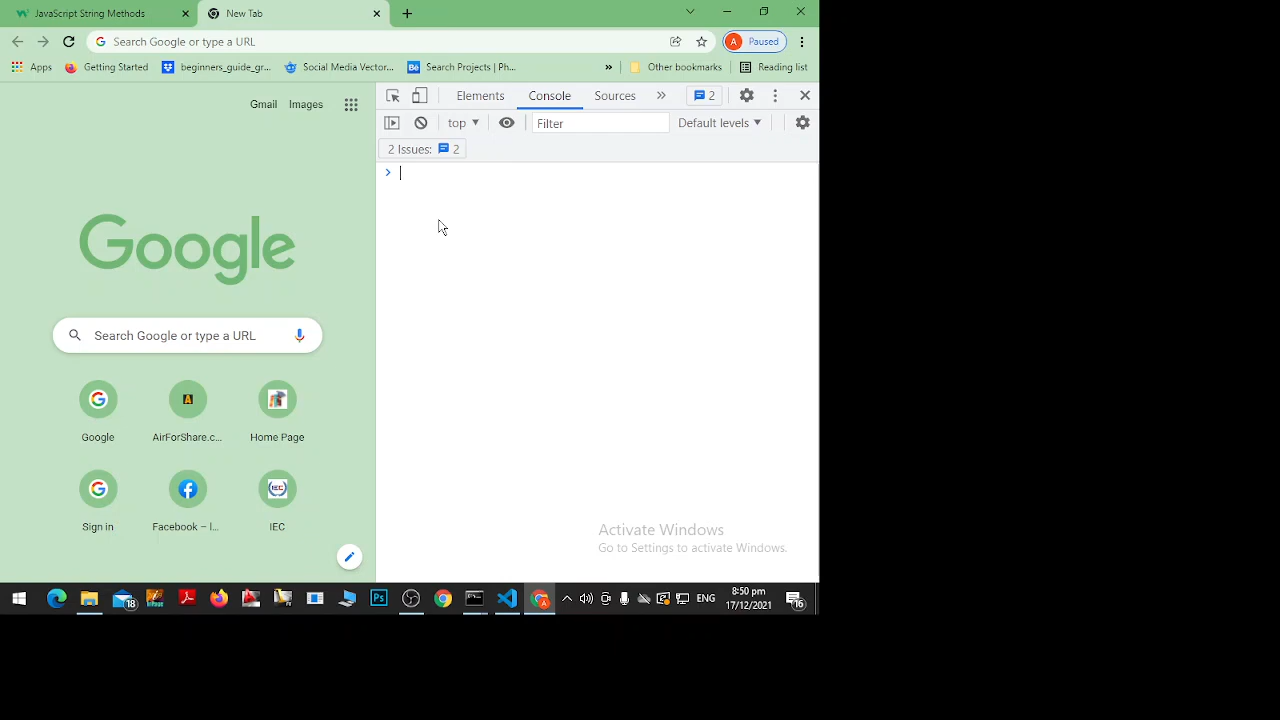 JavaScript String Methods
New Tab
Search Google or type a URL
A Paused
Apps
Getting Started
beginners_guide_gr...
Social Media Vector...
Bē Search Projects | Ph...
»
Other bookmarks
Reading list
Gmail
Images
Elements
Console
Sources
»
2
top
Filter
Default levels
2 Issues: 2
>
Google
Search Google or type a URL
Google
A
AirForShare.c...
Home Page
Sign in
Facebook – l...
IEC
IEC
Activate Windows
Go to Settings to activate Windows.
18
Ps
A
ENG
8:50 pm
17/12/2021
16